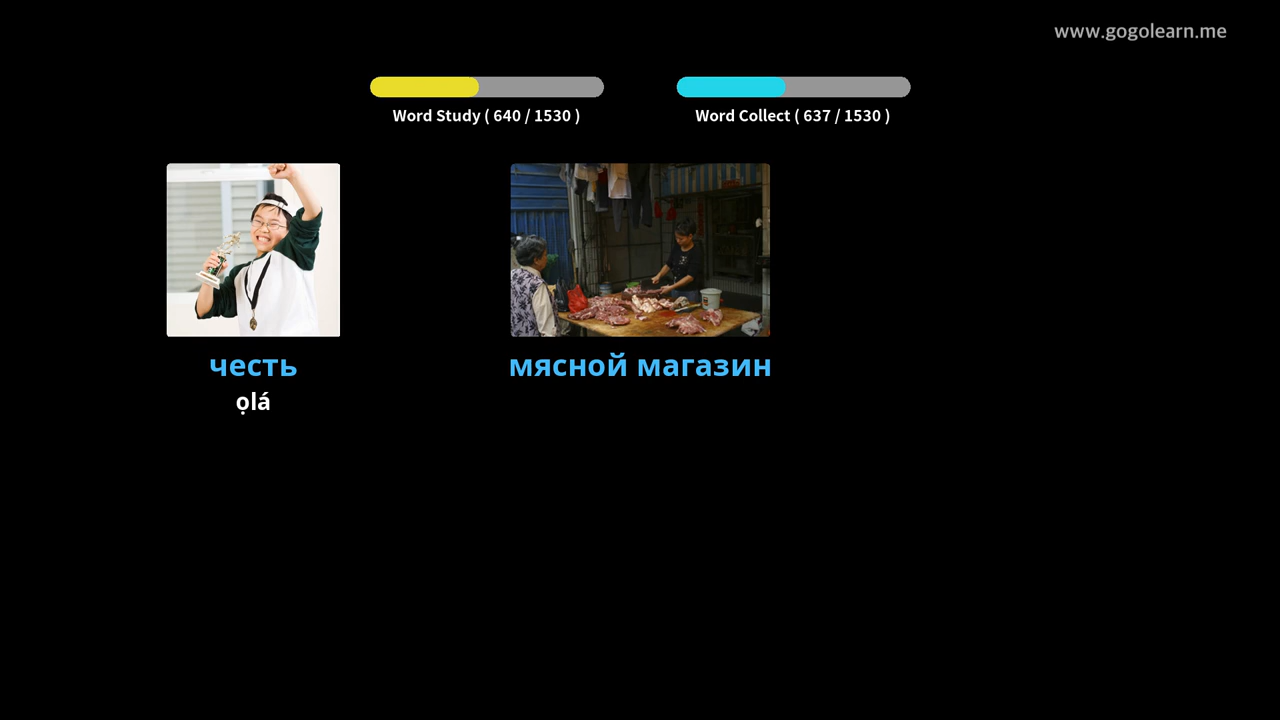 www.gogolearn.me
Word Study ( 640 / 1530 )
Word Collect ( 637 / 1530 )
честь
ọlá
мясной магазин